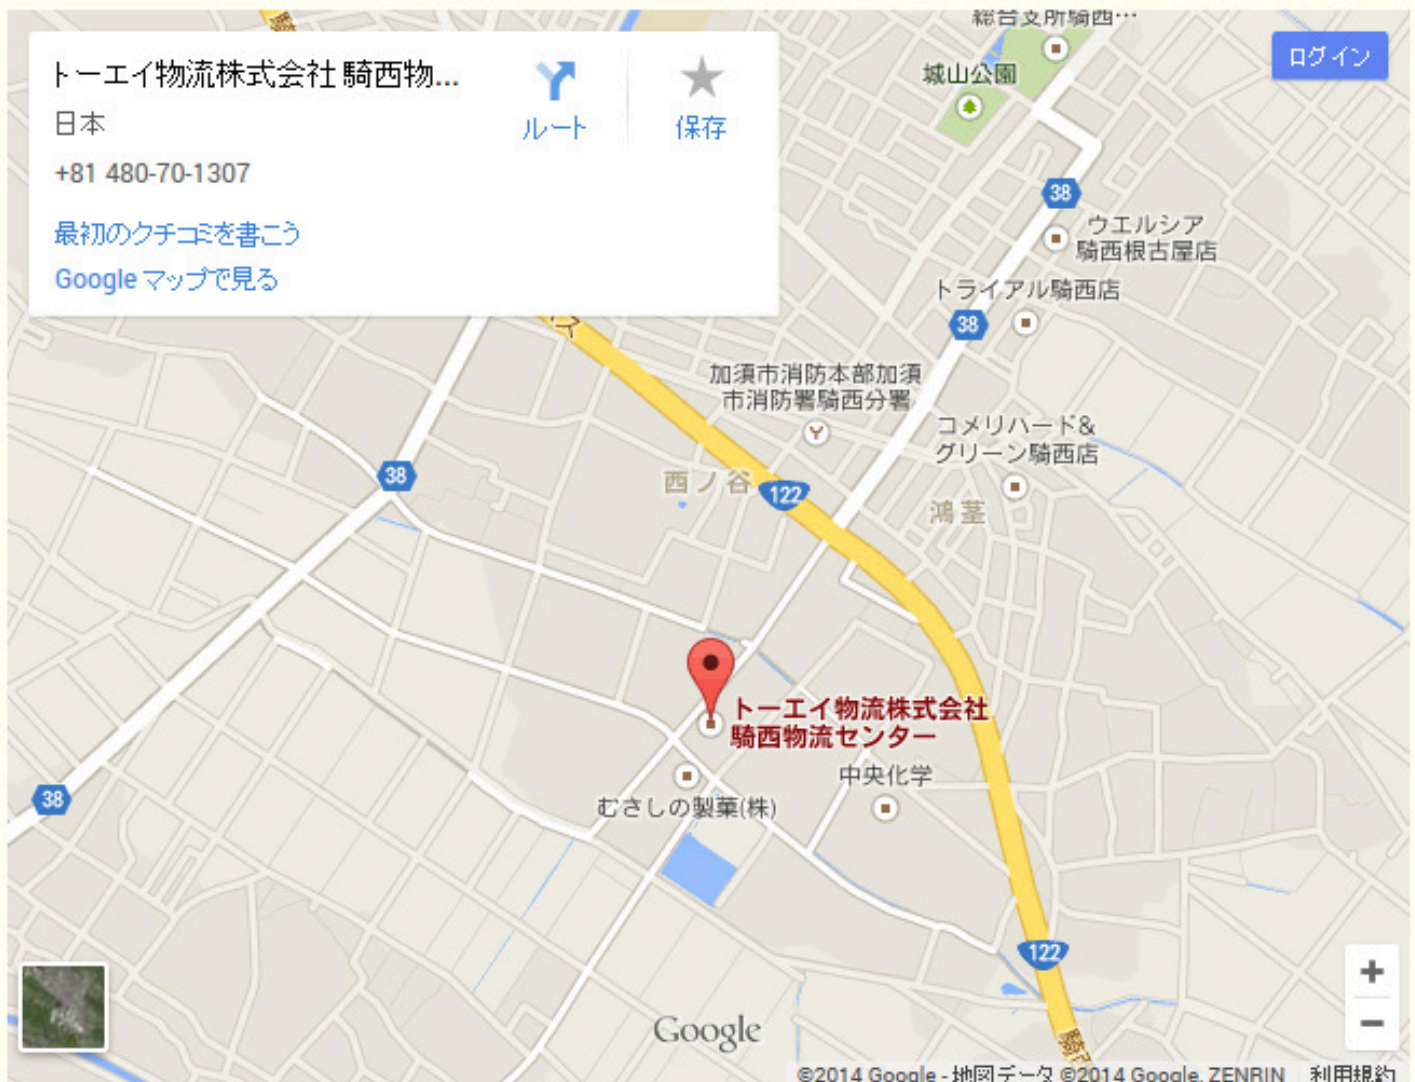 総合支所騎西…
トーエイ物流株式会社 騎西物...
日本
+81 480-70-1307
最初のクチコミを書こう
Google マップで見る
ルート
保存
ログイン
城山公園
38
ウエルシア
騎西根古屋店
トライアル騎西店
38
加須市消防本部加須
市消防署騎西分署
コメリハード&
グリーン騎西店
38
西ノ谷
122
鴻茎
トーエイ物流株式会社
騎西物流センター
中央化学
38
むさしの製菓(株)
122
+
−
Google
©2014 Google - 地図データ ©2014 Google, ZENRIN
利用規約